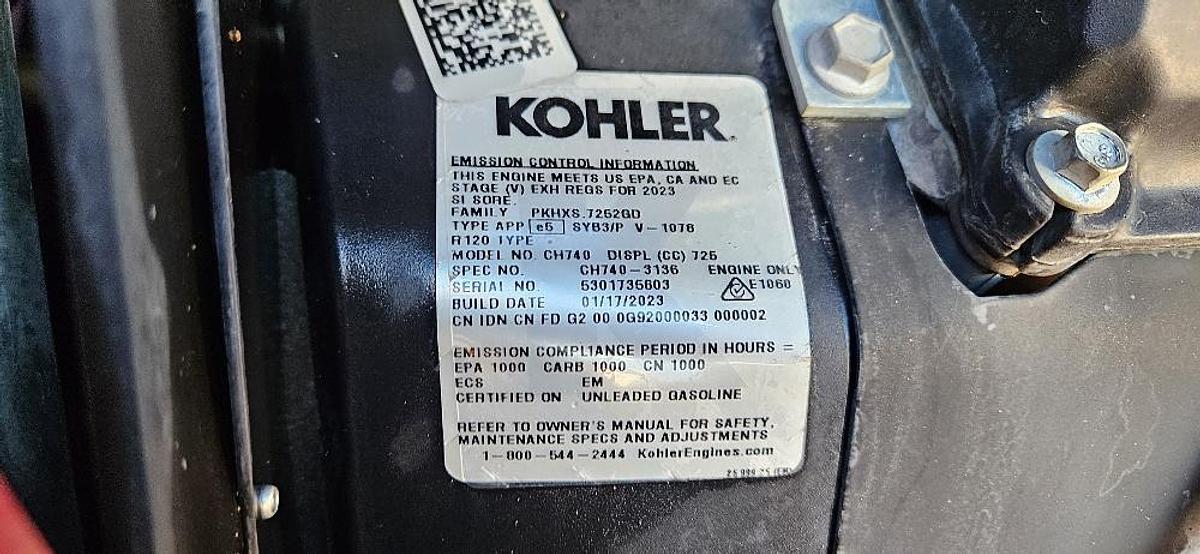 KOHLER
EMISSION CONTROL INFORMATION
THIS ENGINE MEETS US EPA, CA AND EC
STAGE (V) EXH REGS FOR 2023
SI SORE.
FAMILY PKHXS.7252GD
TYPE APP e5 SYB3/P V-1078
R120 TYPE
MODEL NO. CH740 DISPL (CC) 725
SPEC NO. CH740-3136 ENGINE ONLY
SERIAL NO. 5301735603 E1060
BUILD DATE 01/17/2023
CN IDN CN FD G2 00 0G92000033 000002
EMISSION COMPLIANCE PERIOD IN HOURS =
EPA 1000 CARB 1000 CN 1000
ECS EM
CERTIFIED ON UNLEADED GASOLINE
REFER TO OWNER'S MANUAL FOR SAFETY,
MAINTENANCE SPECS AND ADJUSTMENTS
1-800-544-2444 KohlerEngines.com